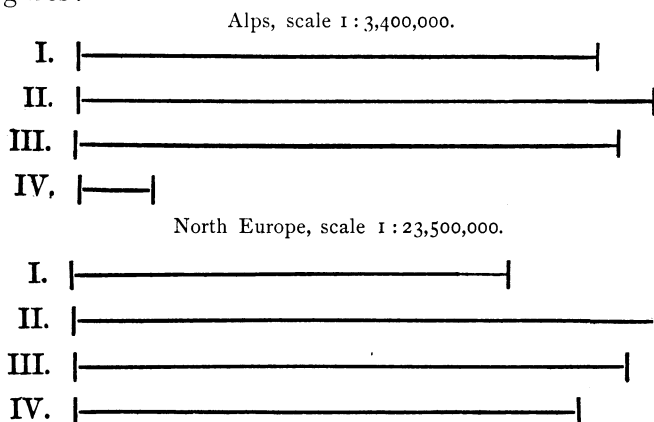 Alps, scale 1 : 3,400,000.
I.
II.
III.
IV.
North Europe, scale 1 : 23,500,000.
I.
II.
III.
IV.